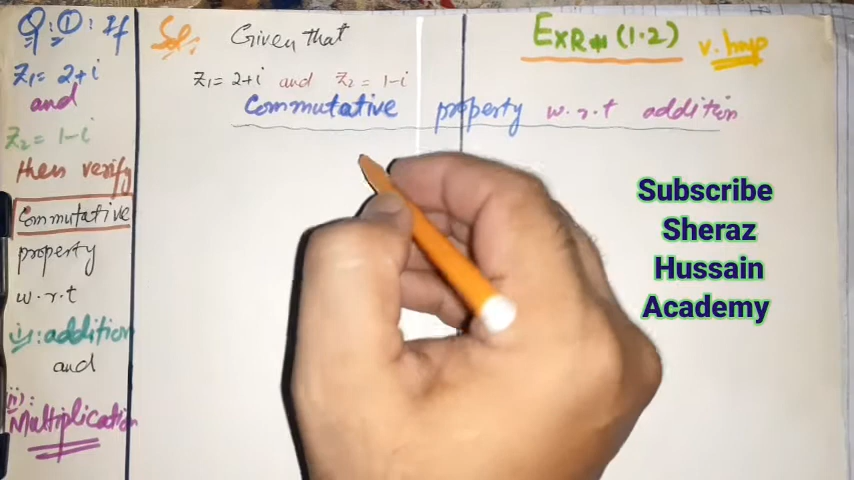 Q:①: If
z₁= 2+i
and
z₂= 1-i
then verify
Commutative
property
w.r.t
i): addition
and
ii):
Multiplication
Sol: Given that
z₁= 2+i and z₂= 1-i
Commutative property w.r.t addition
EXR# (1.2)
v.Imp
Subscribe
Sheraz
Hussain
Academy